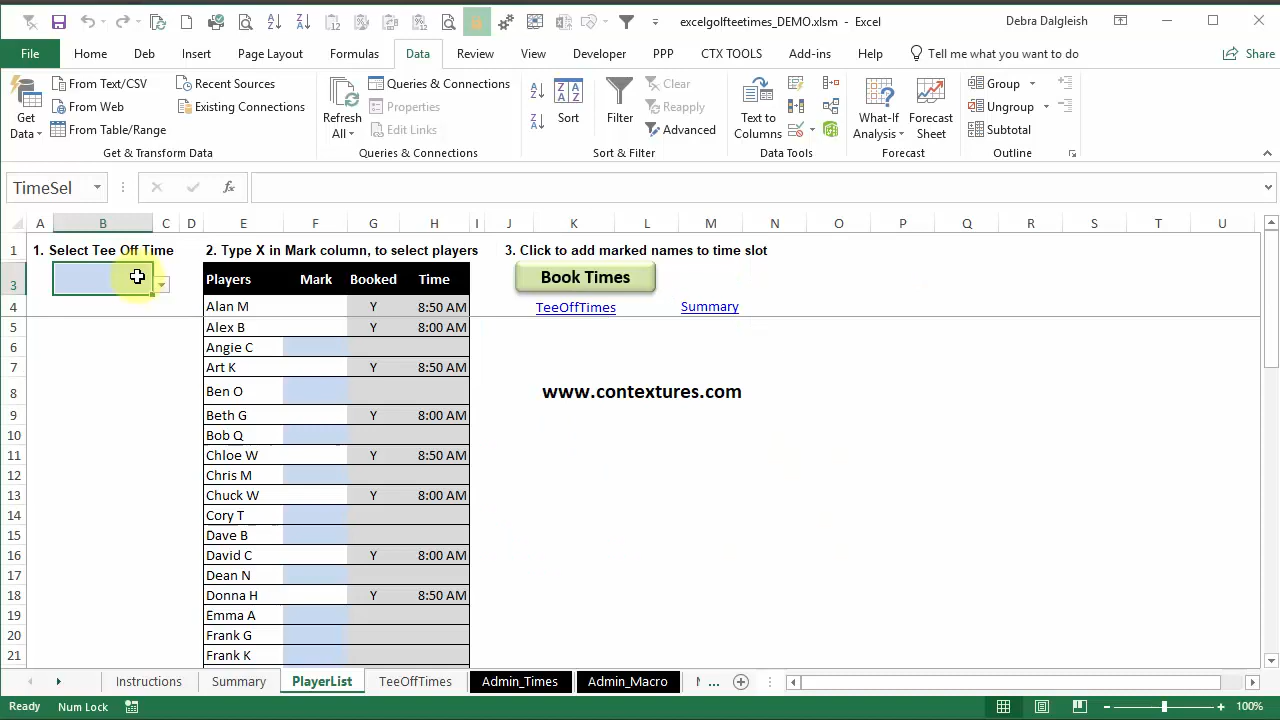 excelgolfteetimes_DEMO.xlsm - Excel
Debra Dalgleish
File Home Deb Insert Page Layout Formulas Data Review View Developer PPP CTX TOOLS Add-ins Help Tell me what you want to do Share
Get Data
From Text/CSV
From Web
From Table/Range
Recent Sources
Existing Connections
Get & Transform Data
Refresh All
Queries & Connections
Properties
Edit Links
Queries & Connections
Sort
Filter
Clear
Reapply
Advanced
Sort & Filter
Text to Columns
Data Tools
What-If Analysis
Forecast Sheet
Forecast
Group
Ungroup
Subtotal
Outline
TimeSel
A B C D E F G H I J K L M N O P Q R S T U
1 1. Select Tee Off Time 2. Type X in Mark column, to select players 3. Click to add marked names to time slot
3 Players Mark Booked Time Book Times
4 Alan M Y 8:50 AM TeeOffTimes Summary
5 Alex B Y 8:00 AM
6 Angie C
7 Art K Y 8:50 AM
8 Ben O www.contextures.com
9 Beth G Y 8:00 AM
10 Bob Q
11 Chloe W Y 8:50 AM
12 Chris M
13 Chuck W Y 8:00 AM
14 Cory T
15 Dave B
16 David C Y 8:00 AM
17 Dean N
18 Donna H Y 8:50 AM
19 Emma A
20 Frank G
21 Frank K
Instructions Summary PlayerList TeeOffTimes Admin_Times Admin_Macro ...
Ready Num Lock 100%